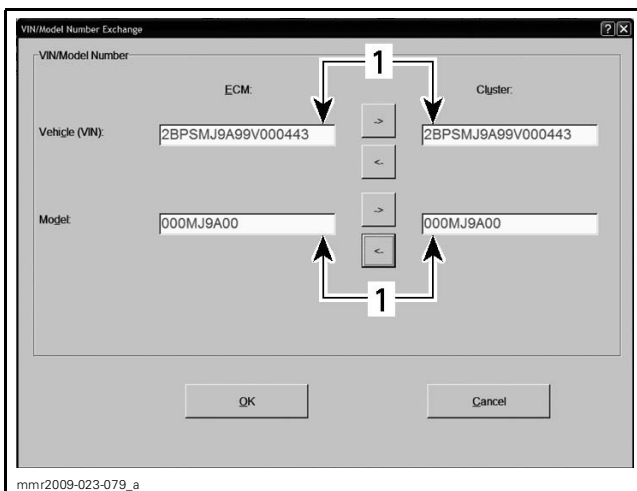 VIN/Model Number Exchange ? X
VIN/Model Number
1
ECM: Cluster:
Vehicle (VIN): 2BPSMJ9A99V000443 -> 2BPSMJ9A99V000443
<-
Model: 000MJ9A00 -> 000MJ9A00
<-
1
OK Cancel
mmr2009-023-079_a